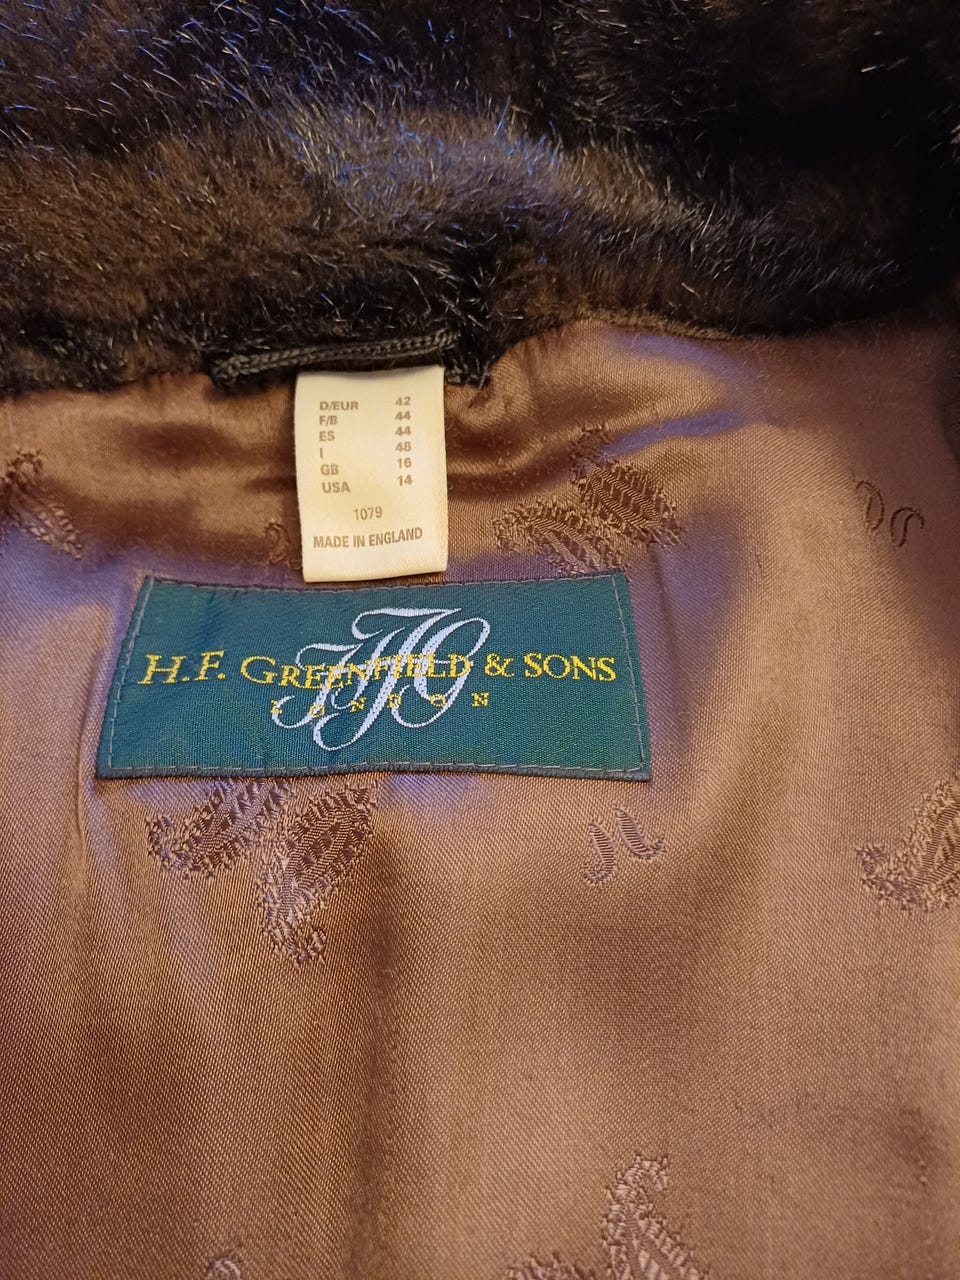 D/EUR 42
F/B 44
ES 44
I 48
GB 16
USA 14
1079
MADE IN ENGLAND
H.F. GREENFIELD & SONS
LONDON